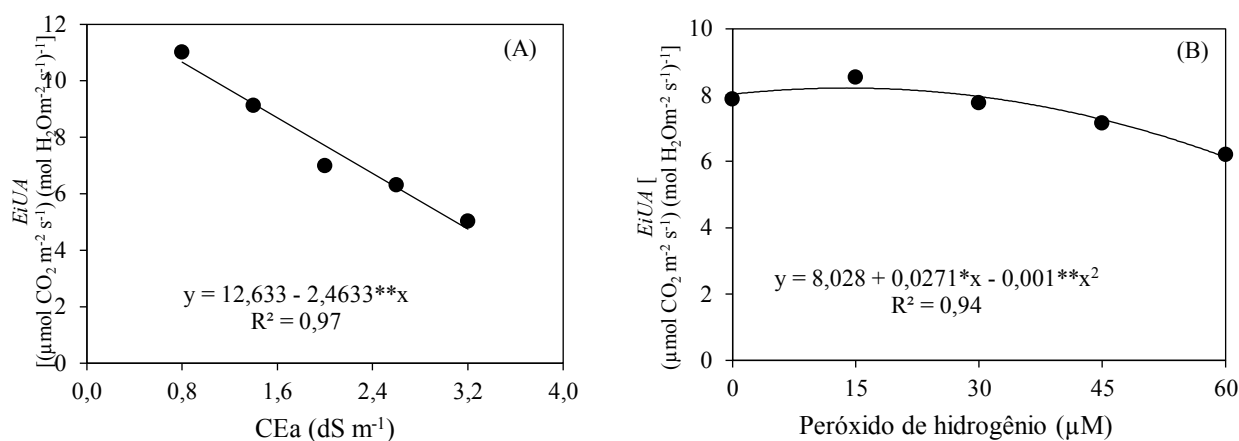 12
10
8
6
4
2
0
EiUA
[(µmol CO₂ m⁻² s⁻¹) (mol H₂Om⁻² s⁻¹)⁻¹]
(A)
y = 12,633 - 2,4633**x
R² = 0,97
0,0 0,8 1,6 2,4 3,2 4,0
CEa (dS m⁻¹)
10
8
6
4
2
0
EiUA [
(µmol CO₂ m⁻² s⁻¹) (mol H₂Om⁻² s⁻¹)⁻¹]
(B)
y = 8,028 + 0,0271*x - 0,001**x²
R² = 0,94
0 15 30 45 60
Peróxido de hidrogênio (µM)